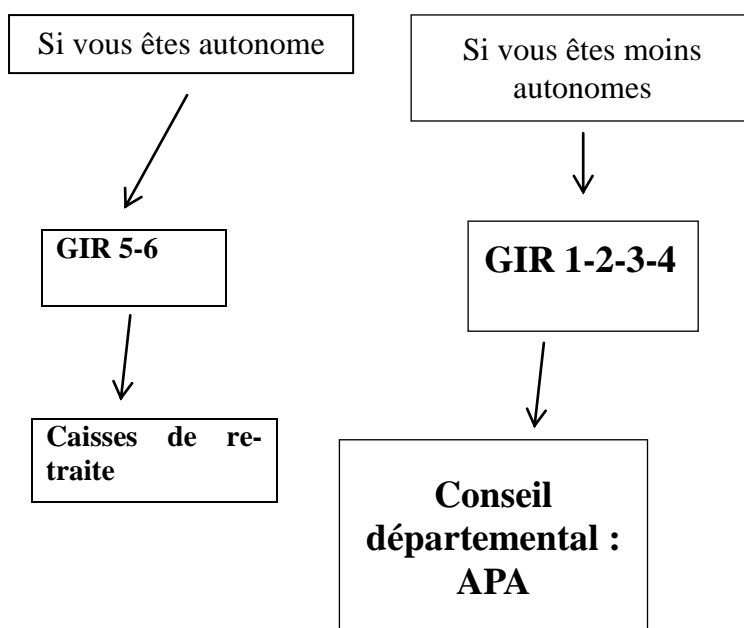 Si vous êtes autonome
Si vous êtes moins
autonomes
GIR 5-6
GIR 1-2-3-4
Caisses de re-
traite
Conseil
départemental :
APA